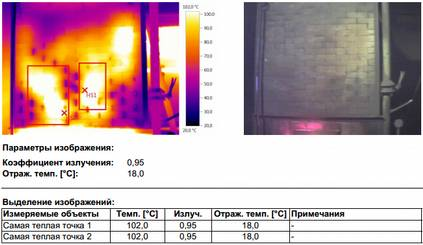 102,0 °C
100,0
90,0
80,0
70,0
60,0
50,0
40,0
30,0
20,0
20,0 °C
HS1
Параметры изображения:
Коэффициент излучения: 0,95
Отраж. темп. [°C]: 18,0
Выделение изображений:
Измеряемые объекты Темп. [°C] Излуч. Отраж. темп. [°C] Примечания
Самая теплая точка 1 102,0 0,95 18,0 -
Самая теплая точка 2 102,0 0,95 18,0 -